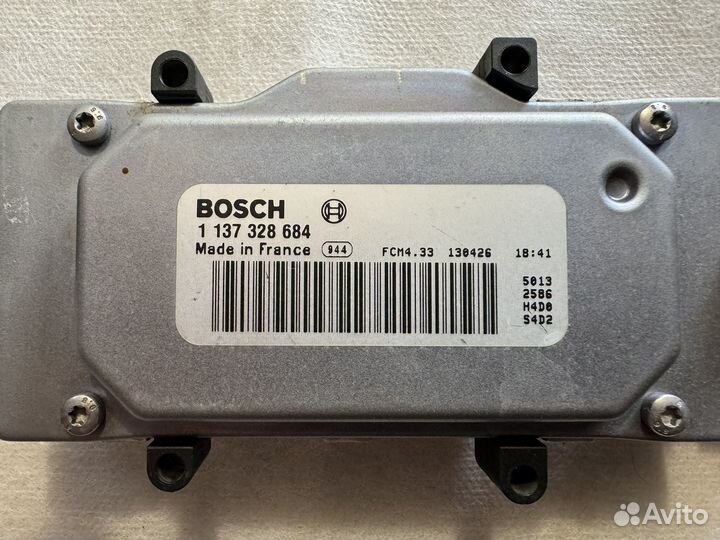 BOSCH
1 137 328 684
Made in France 944 FCM4.33 130426 18:41
5013
2586
H4D0
S4D2
Avito